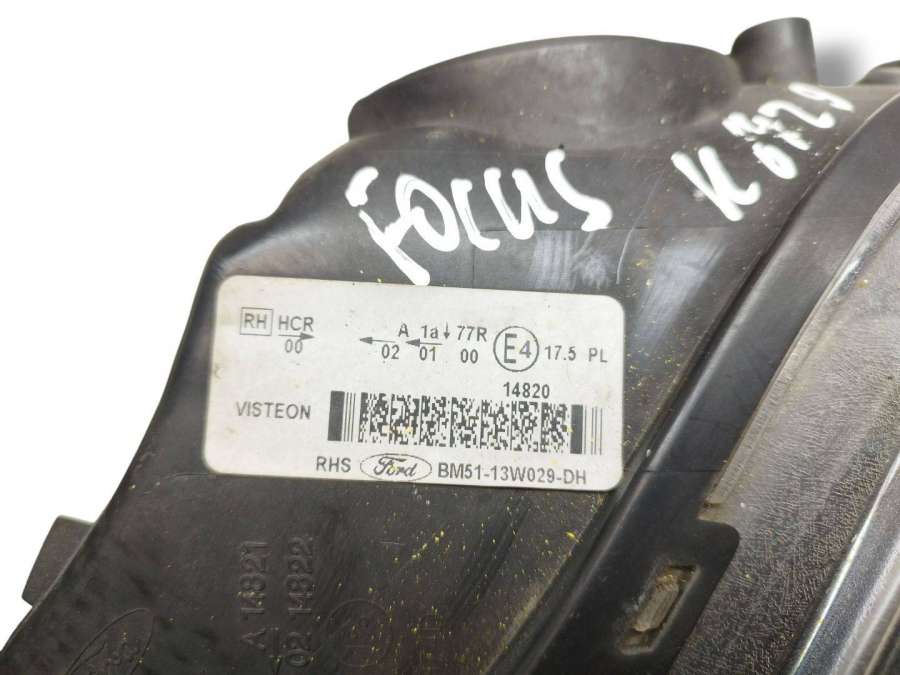 FOCUS
RH HCR A 1a 77R E4 17.5 PL
00 02 01 00
14820
VISTEON
RHS Ford BM51-13W029-DH
A 14821
02 14822